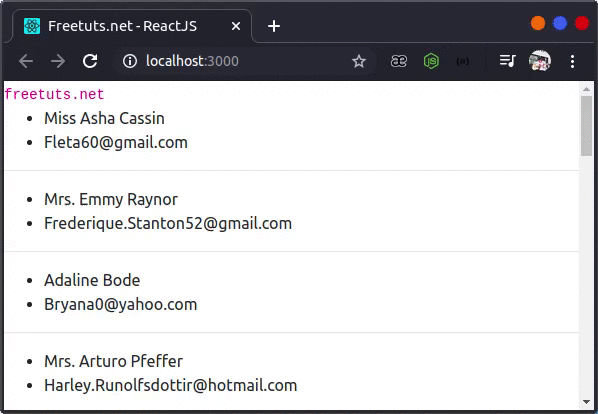 Freetuts.net - ReactJS
localhost:3000
freetuts.net
Miss Asha Cassin
Fleta60@gmail.com
Mrs. Emmy Raynor
Frederique.Stanton52@gmail.com
Adaline Bode
Bryana0@yahoo.com
Mrs. Arturo Pfeffer
Harley.Runolfsdottir@hotmail.com